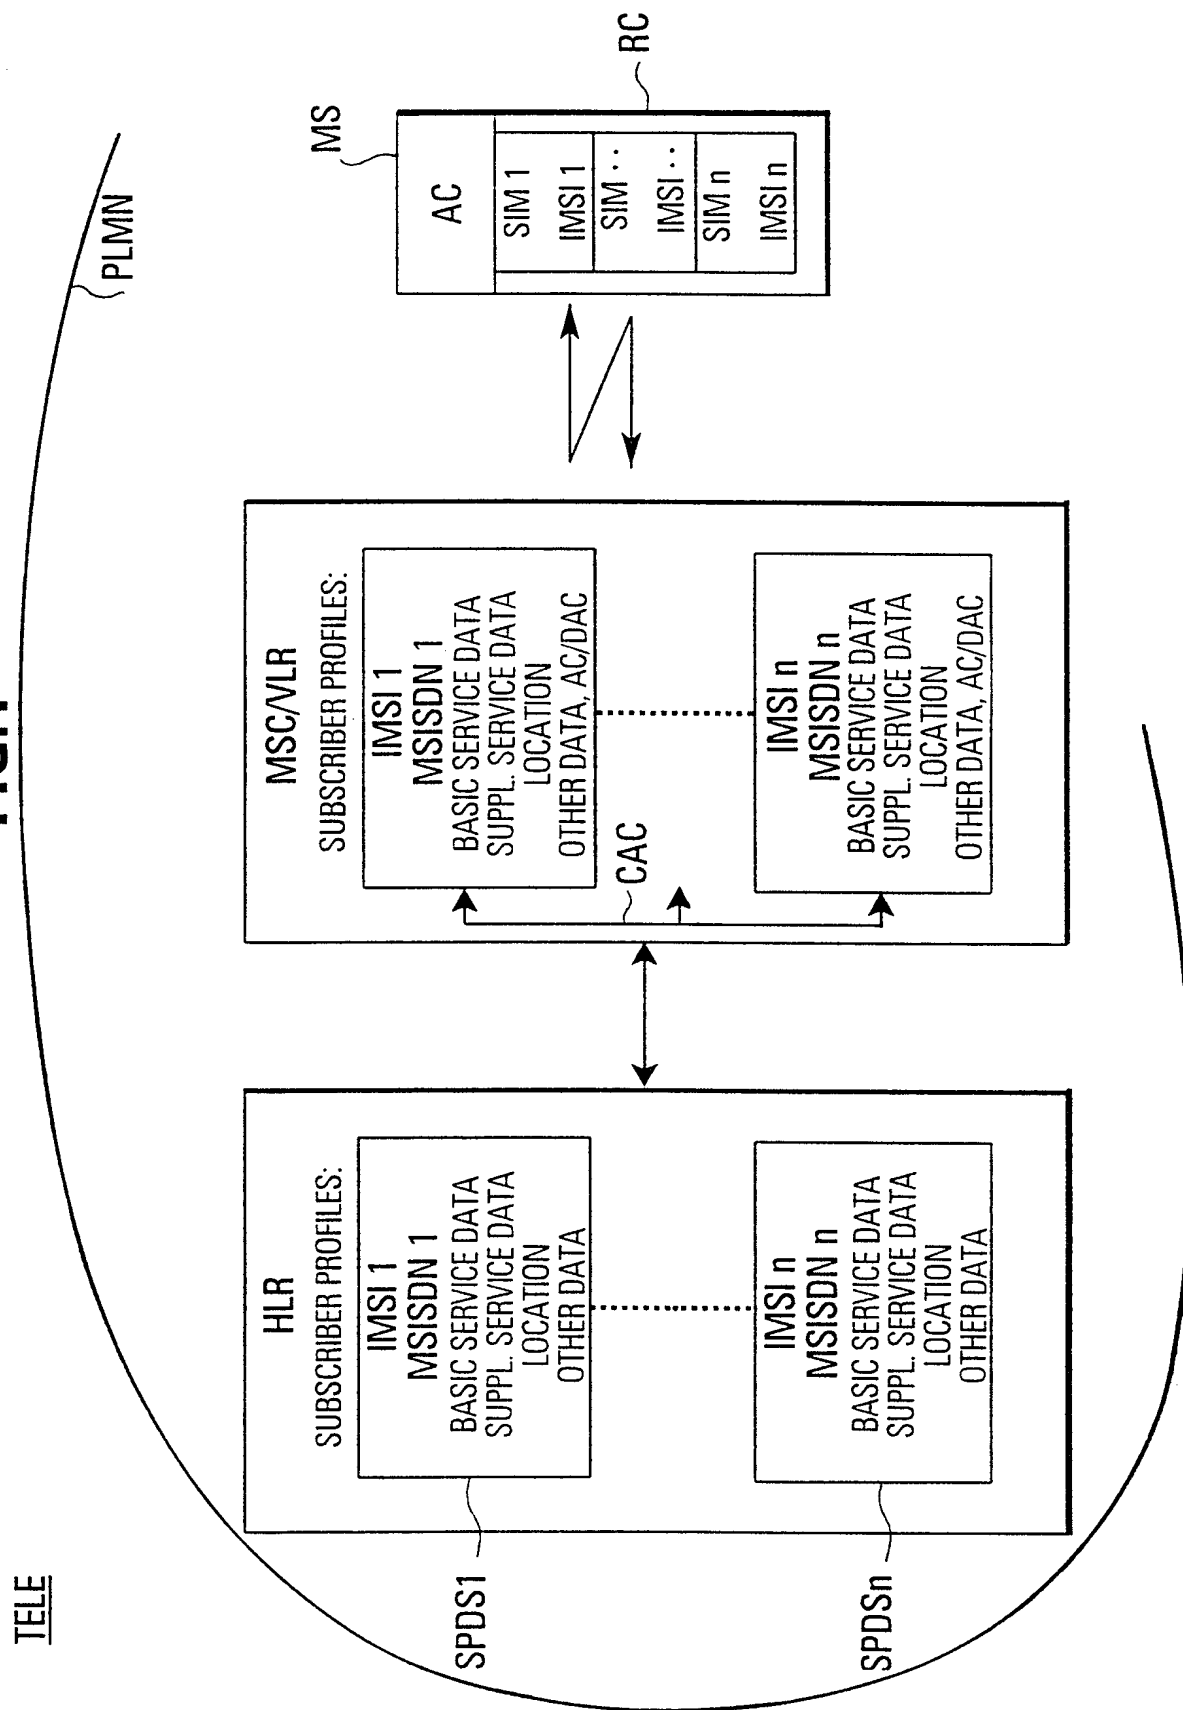 TELE
PLMN
HLR
SUBSCRIBER PROFILES:
IMSI 1
MSISDN 1
BASIC SERVICE DATA
SUPPL. SERVICE DATA
LOCATION
OTHER DATA
IMSI n
MSISDN n
BASIC SERVICE DATA
SUPPL. SERVICE DATA
LOCATION
OTHER DATA
SPDS1
SPDSn
MSC/VLR
SUBSCRIBER PROFILES:
IMSI 1
MSISDN 1
BASIC SERVICE DATA
SUPPL. SERVICE DATA
LOCATION
OTHER DATA, AC/DAC
CAC
IMSI n
MSISDN n
BASIC SERVICE DATA
SUPPL. SERVICE DATA
LOCATION
OTHER DATA, AC/DAC
MS
AC
SIM 1
IMSI 1
SIM ··
IMSI ··
SIM n
IMSI n
RC